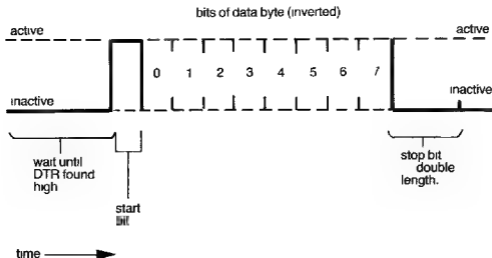 bits of data byte (inverted)
active
active
0 1 2 3 4 5 6 7
inactive
inactive
wait until
DTR found
high
stop bit
double
length.
start
bit
time